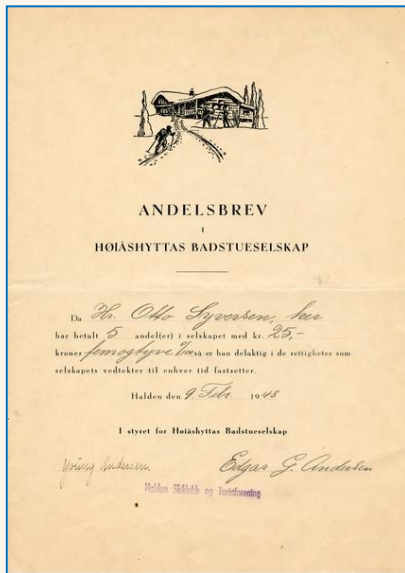 ANDELSBREV
I
HØIÅSHYTTAS BADSTUESELSKAP
Da Hr. Otto Syversen, her
har betalt 5 andel(er) i selskapet med kr. 25,-
kroner femogtyve så er han delaktig i de rettigheter som
selskapets vedtekter til enhver tid fastsetter.
Halden den 9. Febr. 1948
I styret for Høiåshyttas Badstueselskap
Andersen Edgar G. Andersen
Halden Skiklubb og Turistforening